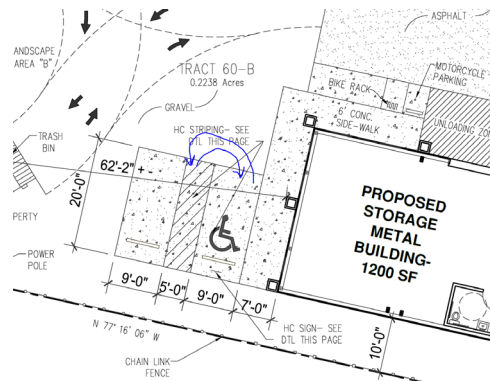 ASPHALT
ANDSCAPE
AREA "B"
TRACT 60-B
0.2238 Acres
GRAVEL
MOTORCYCLE
PARKING
BIKE RACK
6' CONC.
SIDE-WALK
UNLOADING ZO
HC STRIPING- SEE
DTL THIS PAGE
TRASH
BIN
62'-2" +
20'-0"
PERTY
POWER
POLE
PROPOSED
STORAGE
METAL
BUILDING-
1200 SF
9'-0"
5'-0"
9'-0"
7'-0"
HC SIGN- SEE
DTL THIS PAGE
10'-0"
N 77° 16' 06" W
CHAIN LINK
FENCE